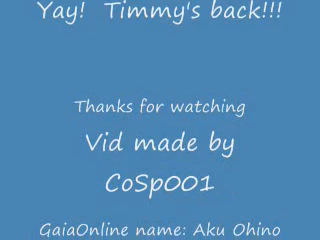 Yay!  Timmy's back!!!
Thanks for watching
Vid made by
CoSp001
GaiaOnline name: Aku Ohino